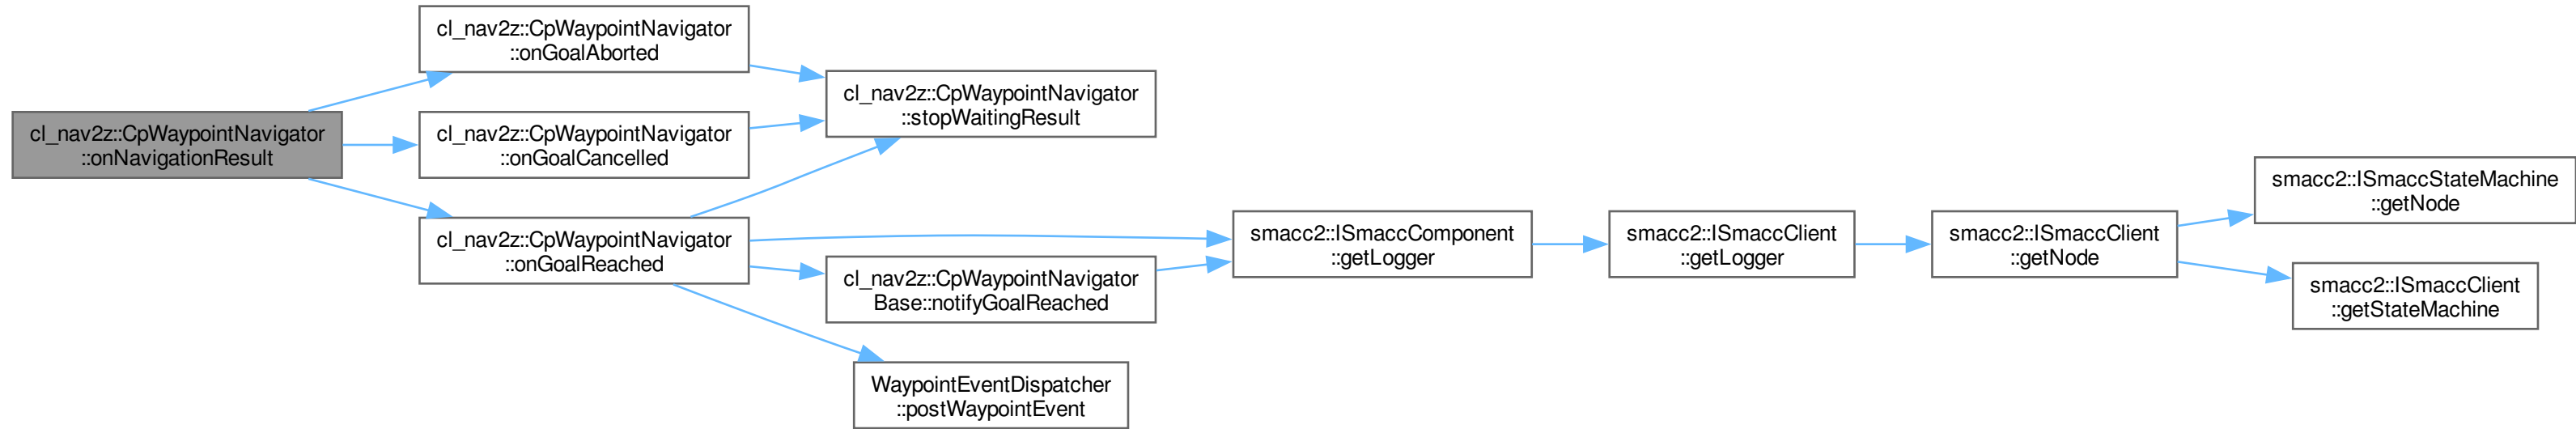 cl_nav2z::CpWaypointNavigator
::onNavigationResult
cl_nav2z::CpWaypointNavigator
::onGoalAborted
cl_nav2z::CpWaypointNavigator
::onGoalCancelled
cl_nav2z::CpWaypointNavigator
::onGoalReached
cl_nav2z::CpWaypointNavigator
::stopWaitingResult
cl_nav2z::CpWaypointNavigator
Base::notifyGoalReached
WaypointEventDispatcher
::postWaypointEvent
smacc2::ISmaccComponent
::getLogger
smacc2::ISmaccClient
::getLogger
smacc2::ISmaccClient
::getNode
smacc2::ISmaccStateMachine
::getNode
smacc2::ISmaccClient
::getStateMachine